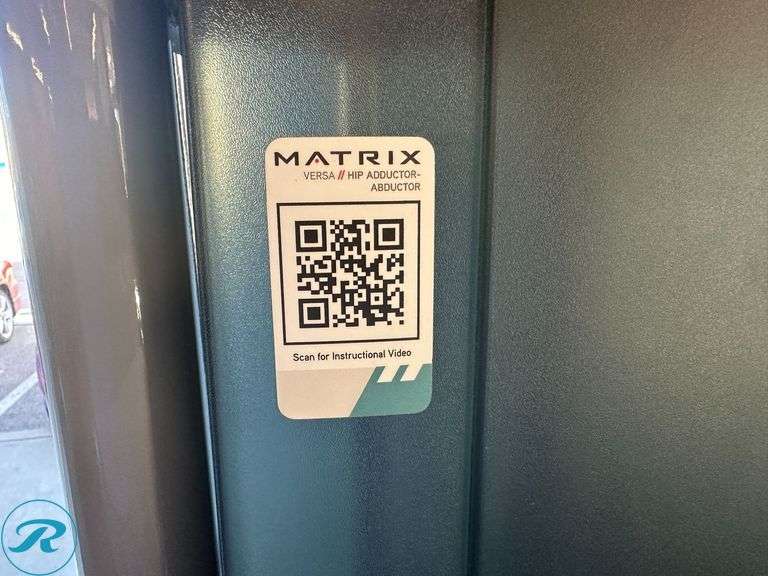 MATRIX
VERSA // HIP ADDUCTOR-
ABDUCTOR
Scan for Instructional Video
R